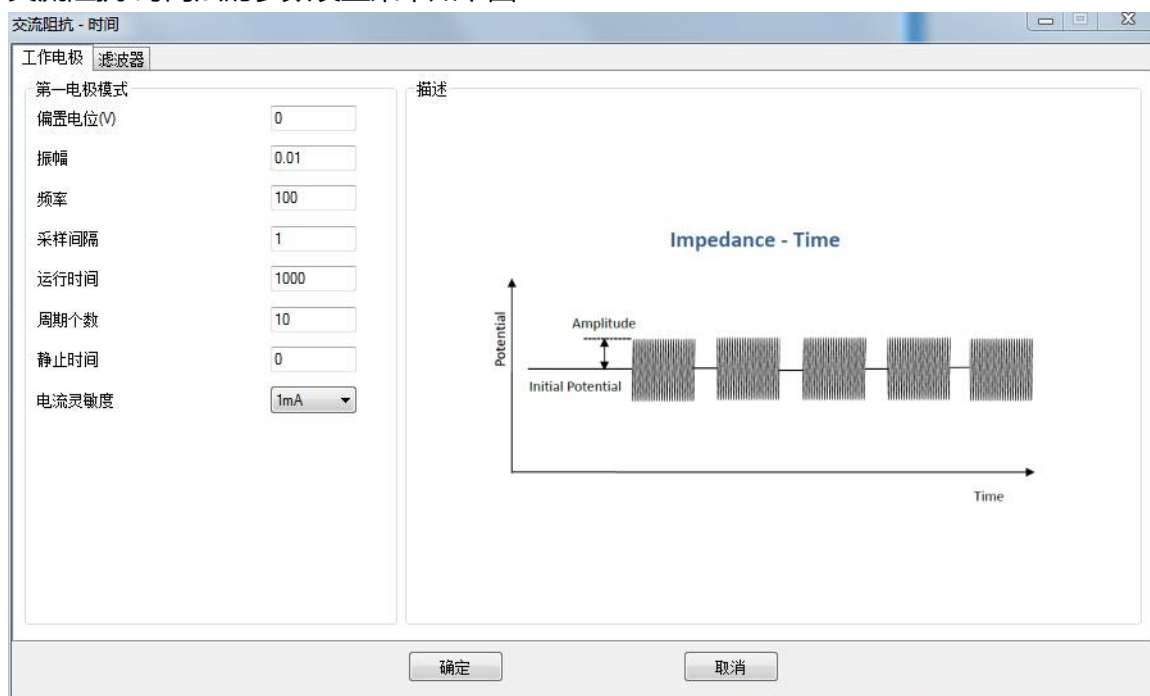 交流阻抗 - 时间
工作电极 滤波器
第一电极模式
偏置电位(V) 0
振幅 0.01
频率 100
采样间隔 1
运行时间 1000
周期个数 10
静止时间 0
电流灵敏度 1mA
描述
Impedance - Time
Potential
Amplitude
Initial Potential
Time
确定 取消